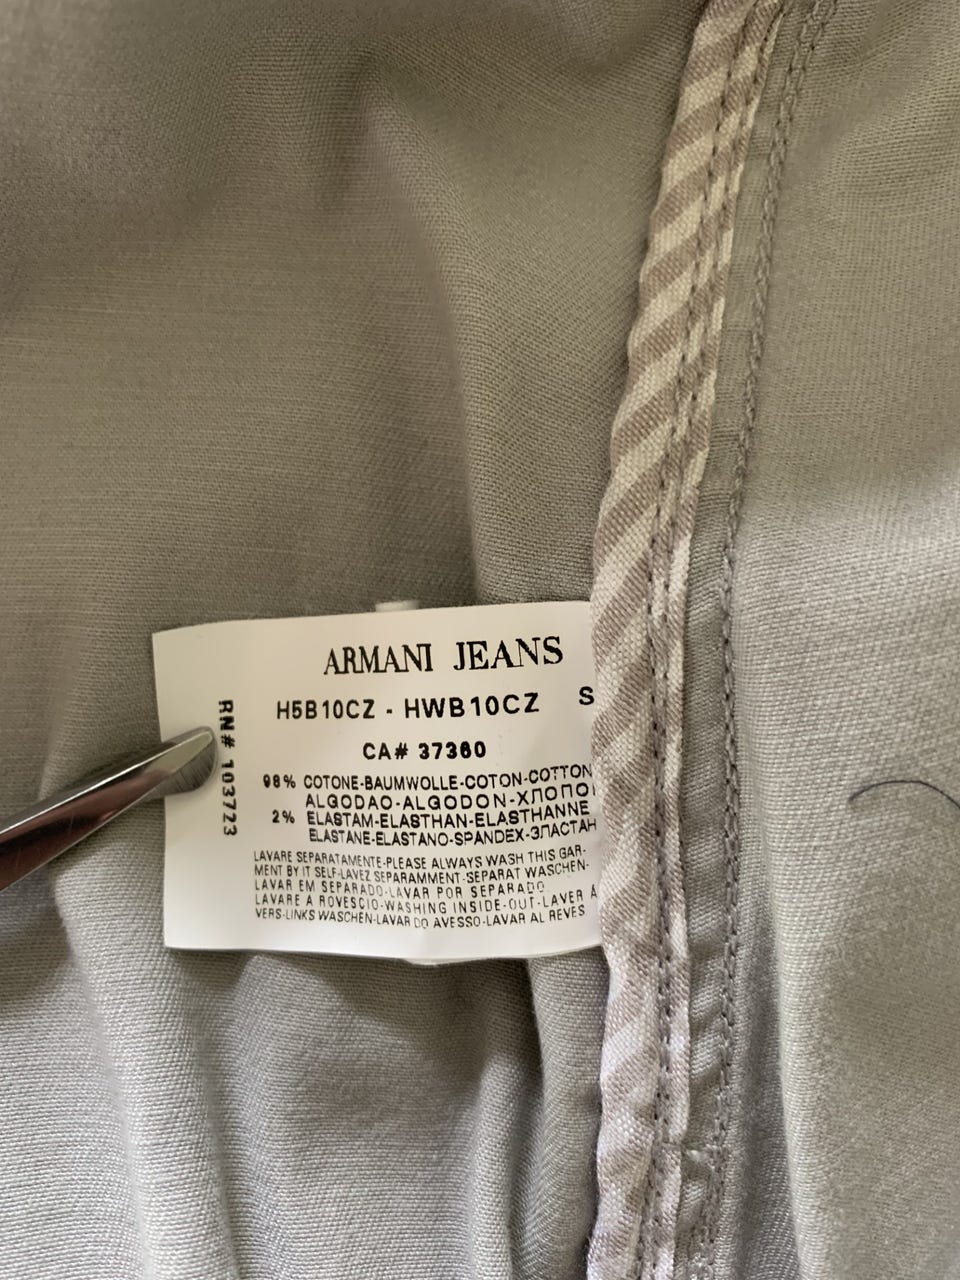 ARMANI JEANS
H5B10CZ - HWB10CZ S
CA# 37360
RN# 103773
98% COTONE-BAUMWOLLE-COTON-COTTON
ALGODAO-ALGODON-ХЛОПО
2% ELASTAM-ELASTHAN-ELASTHANNE
ELASTANE-ELASTANO-SPANDEX-ЭЛАСТАН
LAVARE SEPARATAMENTE-PLEASE ALWAYS WASH THIS GAR-
MENT BY IT SELF-LAVEZ SEPARAMMENT-SEPARAT WASCHEN-
LAVAR EM SEPARADO-LAVAR POR SEPARADO.
LAVARE A ROVESCIO-WASHING INSIDE-OUT-LAVER Á
VERS-LINKS WASCHEN-LAVAR DO AVESSO-LAVAR AL REVES